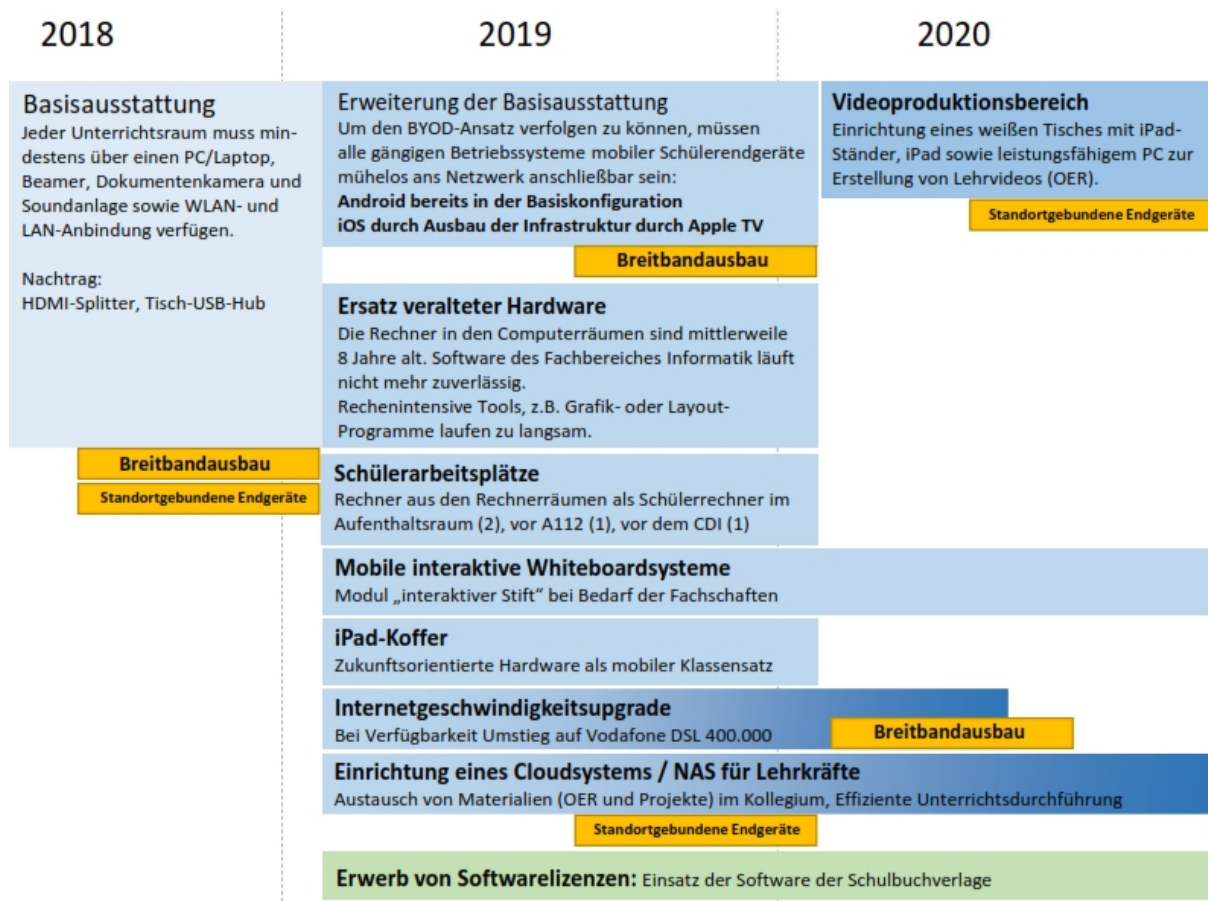 2018
2019
2020
Basisausstattung
Jeder Unterrichtsraum muss min-
destens über einen PC/Laptop,
Beamer, Dokumentenkamera und
Soundanlage sowie WLAN- und
LAN-Anbindung verfügen.
Nachtrag:
HDMI-Splitter, Tisch-USB-Hub
Breitbandausbau
Standortgebundene Endgeräte
Erweiterung der Basisausstattung
Um den BYOD-Ansatz verfolgen zu können, müssen
alle gängigen Betriebssysteme mobiler Schülerendgeräte
mühelos ans Netzwerk anschließbar sein:
Android bereits in der Basiskonfiguration
iOS durch Ausbau der Infrastruktur durch Apple TV
Breitbandausbau
Videoproduktionsbereich
Einrichtung eines weißen Tisches mit iPad-
Ständer, iPad sowie leistungsfähigem PC zur
Erstellung von Lehrvideos (OER).
Standortgebundene Endgeräte
Ersatz veralteter Hardware
Die Rechner in den Computerräumen sind mittlerweile
8 Jahre alt. Software des Fachbereiches Informatik läuft
nicht mehr zuverlässig.
Rechenintensive Tools, z.B. Grafik- oder Layout-
Programme laufen zu langsam.
Schülerarbeitsplätze
Rechner aus den Rechnerräumen als Schülerrechner im
Aufenthaltsraum (2), vor A112 (1), vor dem CDI (1)
Mobile interaktive Whiteboardsysteme
Modul „interaktiver Stift“ bei Bedarf der Fachschaften
iPad-Koffer
Zukunftsorientierte Hardware als mobiler Klassensatz
Internetgeschwindigkeitsupgrade
Bei Verfügbarkeit Umstieg auf Vodafone DSL 400.000
Breitbandausbau
Einrichtung eines Cloudsystems / NAS für Lehrkräfte
Austausch von Materialien (OER und Projekte) im Kollegium, Effiziente Unterrichtsdurchführung
Standortgebundene Endgeräte
Erwerb von Softwarelizenzen: Einsatz der Software der Schulbuchverlage